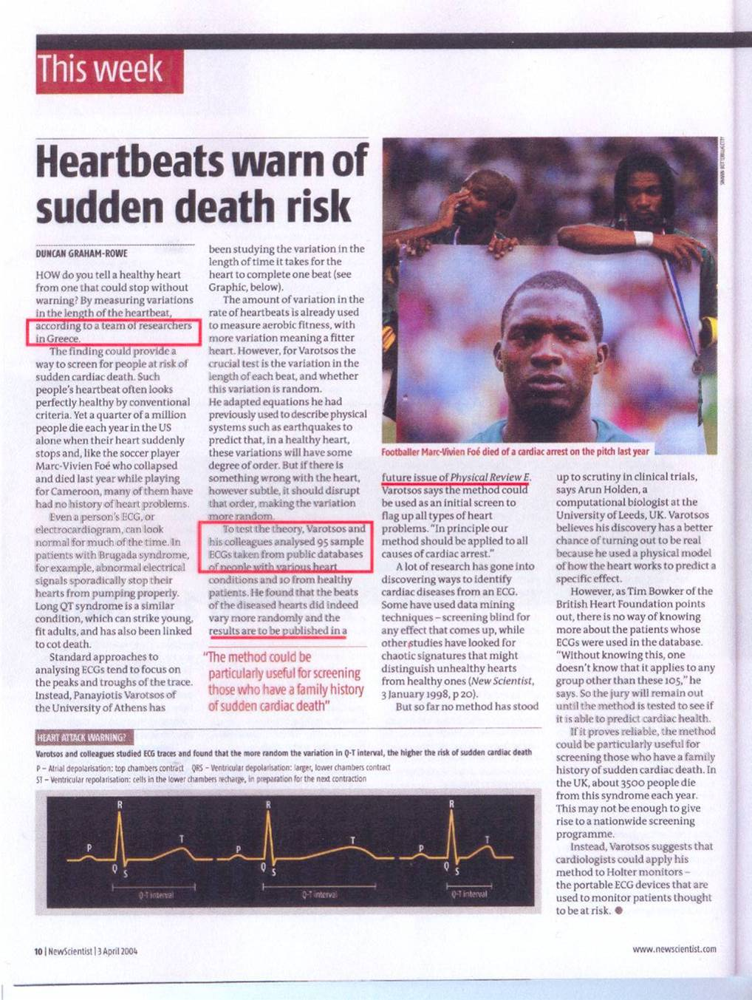 This week
Heartbeats warn of
sudden death risk
DUNCAN GRAHAM-ROWE
HOW do you tell a healthy heart
from one that could stop without
warning? By measuring variations
in the length of the heartbeat,
according to a team of researchers
in Greece.
The finding could provide a
way to screen for people at risk of
sudden cardiac death. Such
people's heartbeat often looks
perfectly healthy by conventional
criteria. Yet a quarter of a million
people die each year in the US
alone when their heart suddenly
stops and, like the soccer player
Marc-Vivien Foé who collapsed
and died last year while playing
for Cameroon, many of them have
had no history of heart problems.
Even a person's ECG, or
electrocardiogram, can look
normal for much of the time. In
patients with Brugada syndrome,
for example, abnormal electrical
signals sporadically stop their
hearts from pumping properly.
Long QT syndrome is a similar
condition, which can strike young,
fit adults, and has also been linked
to cot death.
Standard approaches to
analysing ECGs tend to focus on
the peaks and troughs of the trace.
Instead, Panayiotis Varotsos of
the University of Athens has
been studying the variation in the
length of time it takes for the
heart to complete one beat (see
Graphic, below).
The amount of variation in the
rate of heartbeats is already used
to measure aerobic fitness, with
more variation meaning a fitter
heart. However, for Varotsos the
crucial test is the variation in the
length of each beat, and whether
this variation is random.
He adapted equations he had
previously used to describe physical
systems such as earthquakes to
predict that, in a healthy heart,
these variations will have some
degree of order. But if there is
something wrong with the heart,
however subtle, it should disrupt
that order, making the variation
more random.
To test the theory, Varotsos and
his colleagues analysed 95 sample
ECGs taken from public databases
of people with various heart
conditions and 10 from healthy
patients. He found that the beats
of the diseased hearts did indeed
vary more randomly and the
results are to be published in a
"The method could be
particularly useful for screening
those who have a family history
of sudden cardiac death"
Footballer Marc-Vivien Foé died of a cardiac arrest on the pitch last year
future issue of Physical Review E.
Varotsos says the method could
be used as an initial screen to
flag up all types of heart
problems. "In principle our
method should be applied to all
causes of cardiac arrest."
A lot of research has gone into
discovering ways to identify
cardiac diseases from an ECG.
Some have used data mining
techniques – screening blind for
any effect that comes up, while
other studies have looked for
chaotic signatures that might
distinguish unhealthy hearts
from healthy ones (New Scientist,
3 January 1998, p 20).
But so far no method has stood
up to scrutiny in clinical trials,
says Arun Holden, a
computational biologist at the
University of Leeds, UK. Varotsos
believes his discovery has a better
chance of turning out to be real
because he used a physical model
of how the heart works to predict a
specific effect.
However, as Tim Bowker of the
British Heart Foundation points
out, there is no way of knowing
more about the patients whose
ECGs were used in the database.
"Without knowing this, one
doesn't know that it applies to any
group other than these 105," he
says. So the jury will remain out
until the method is tested to see if
it is able to predict cardiac health.
If it proves reliable, the method
could be particularly useful for
screening those who have a family
history of sudden cardiac death. In
the UK, about 3500 people die
from this syndrome each year.
This may not be enough to give
rise to a nationwide screening
programme.
Instead, Varotsos suggests that
cardiologists could apply his
method to Holter monitors –
the portable ECG devices that are
used to monitor patients thought
to be at risk.
HEART ATTACK WARNING?
Varotsos and colleagues studied ECG traces and found that the more random the variation in Q-T interval, the higher the risk of sudden cardiac death
P – Atrial depolarisation: top chambers contract QRS – Ventricular depolarisation: larger, lower chambers contract
ST – Ventricular repolarisation: cells in the lower chambers recharge, in preparation for the next contraction
R R R
P T P T P T
Q S Q S Q S
Q-T interval Q-T interval Q-T interval
10 | NewScientist | 3 April 2004
www.newscientist.com